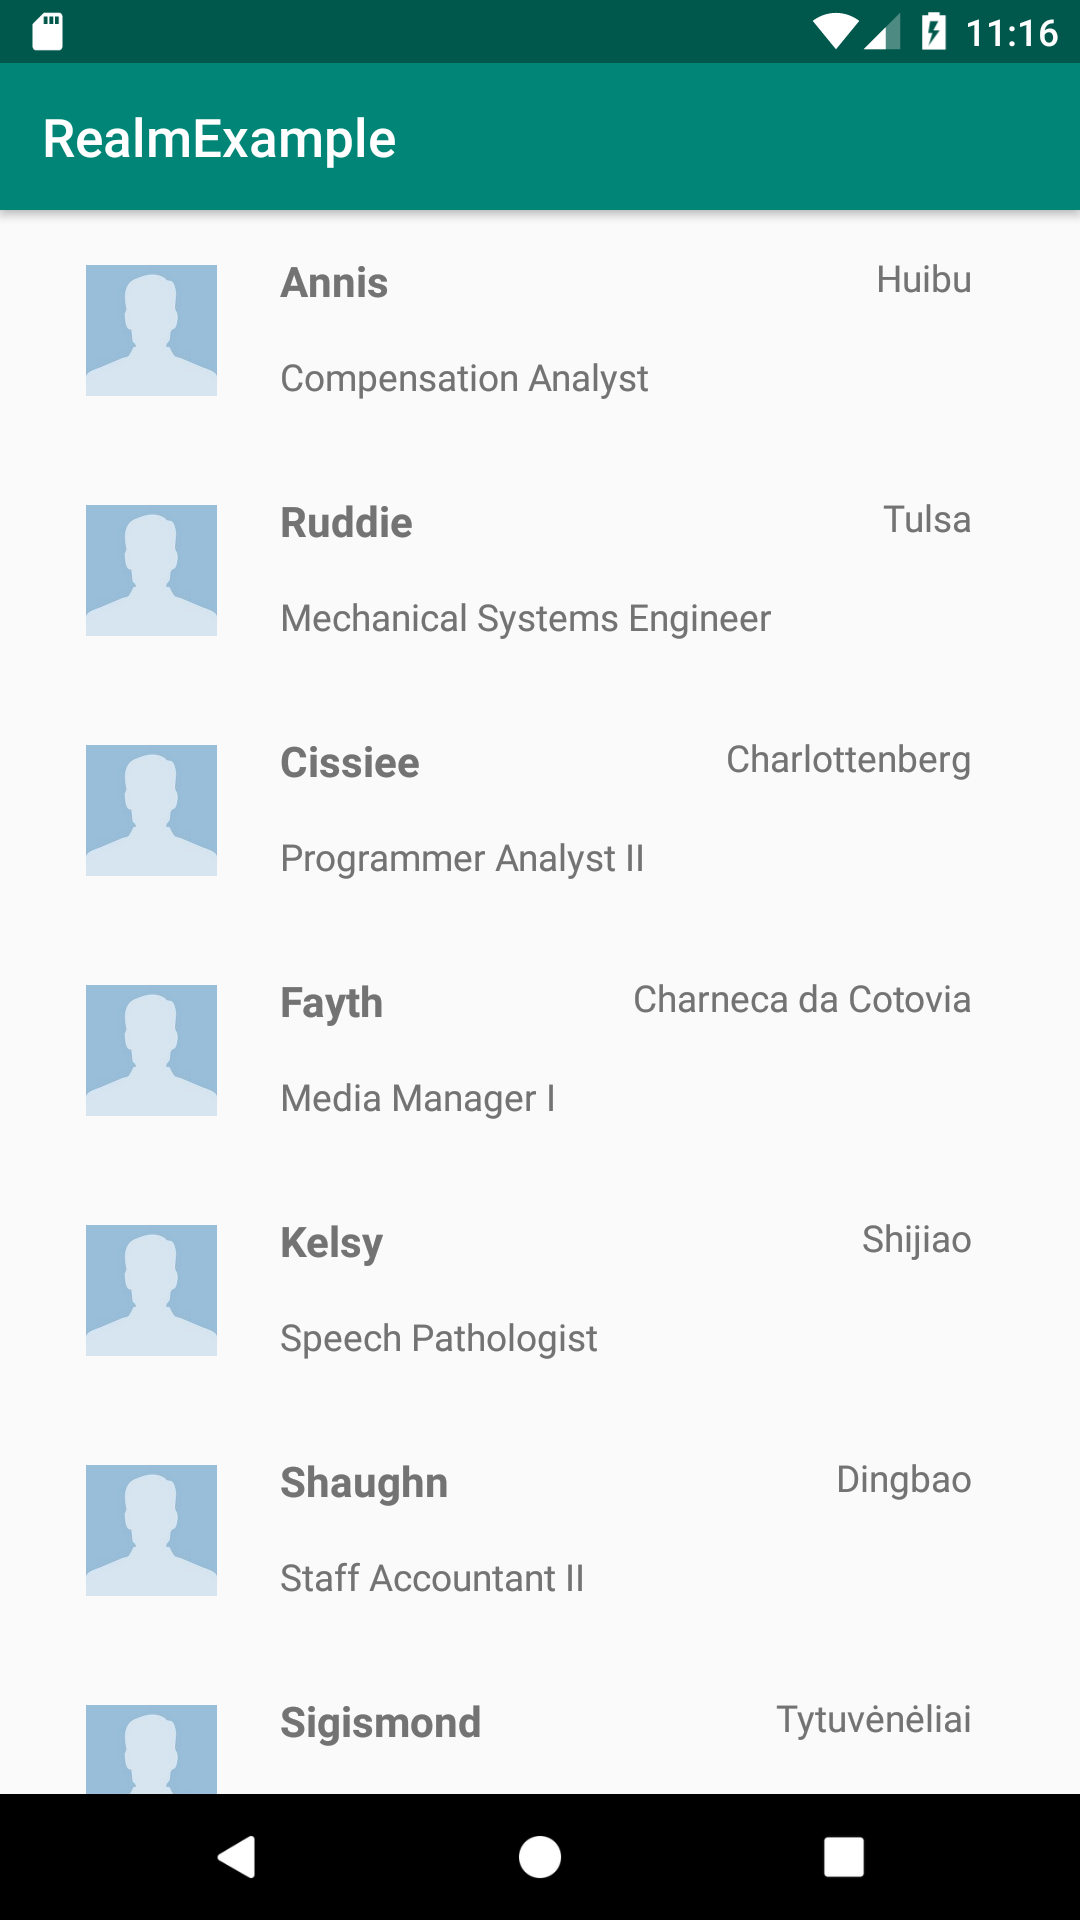 11:16
RealmExample
Annis Huibu
Compensation Analyst
Ruddie Tulsa
Mechanical Systems Engineer
Cissiee Charlottenberg
Programmer Analyst II
Fayth Charneca da Cotovia
Media Manager I
Kelsy Shijiao
Speech Pathologist
Shaughn Dingbao
Staff Accountant II
Sigismond Tytuvėnėliai